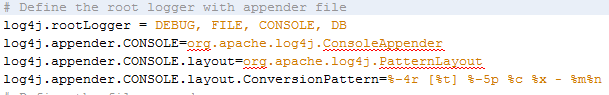 # Define the root logger with appender file
log4j.rootLogger = DEBUG, FILE, CONSOLE, DB
log4j.appender.CONSOLE=org.apache.log4j.ConsoleAppender
log4j.appender.CONSOLE.layout=org.apache.log4j.PatternLayout
log4j.appender.CONSOLE.layout.ConversionPattern=%-4r [%t] %-5p %c %x - %m%n